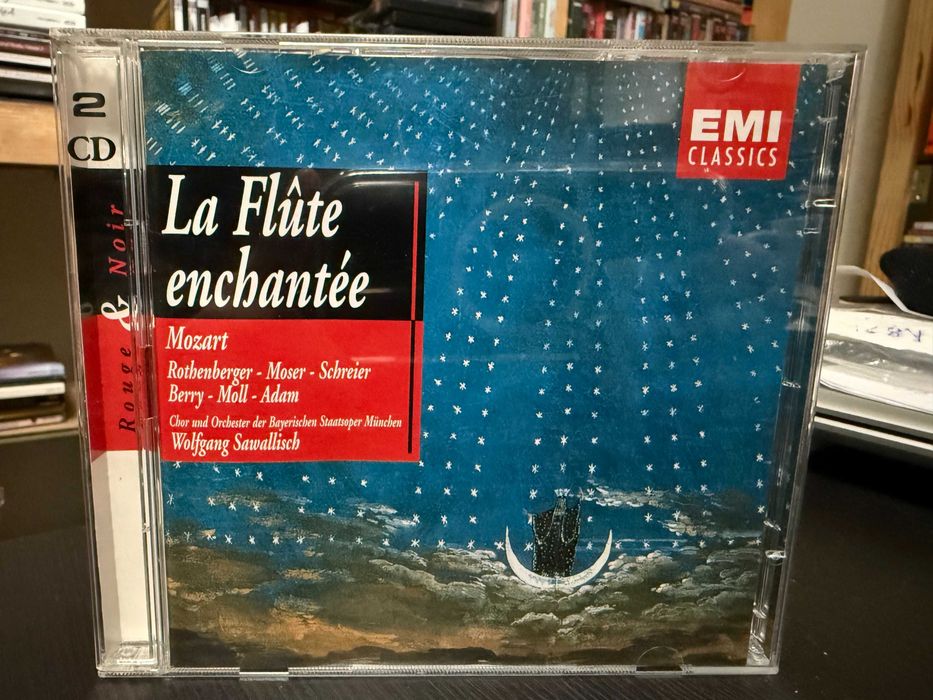 2
CD
Rouge & Noir
EMI
CLASSICS
La Flûte
enchantée
Mozart
Rothenberger - Moser - Schreier
Berry - Moll - Adam
Chor und Orchester der Bayerischen Staatsoper München
Wolfgang Sawallisch